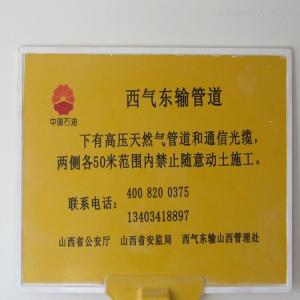 中国石油
西气东输管道
下有高压天然气管道和通信光缆,
两侧各50米范围内禁止随意动土施工。
联系电话: 400 820 0375
13403418897
山西省公安厅 山西省安监局 西气东输山西管理处